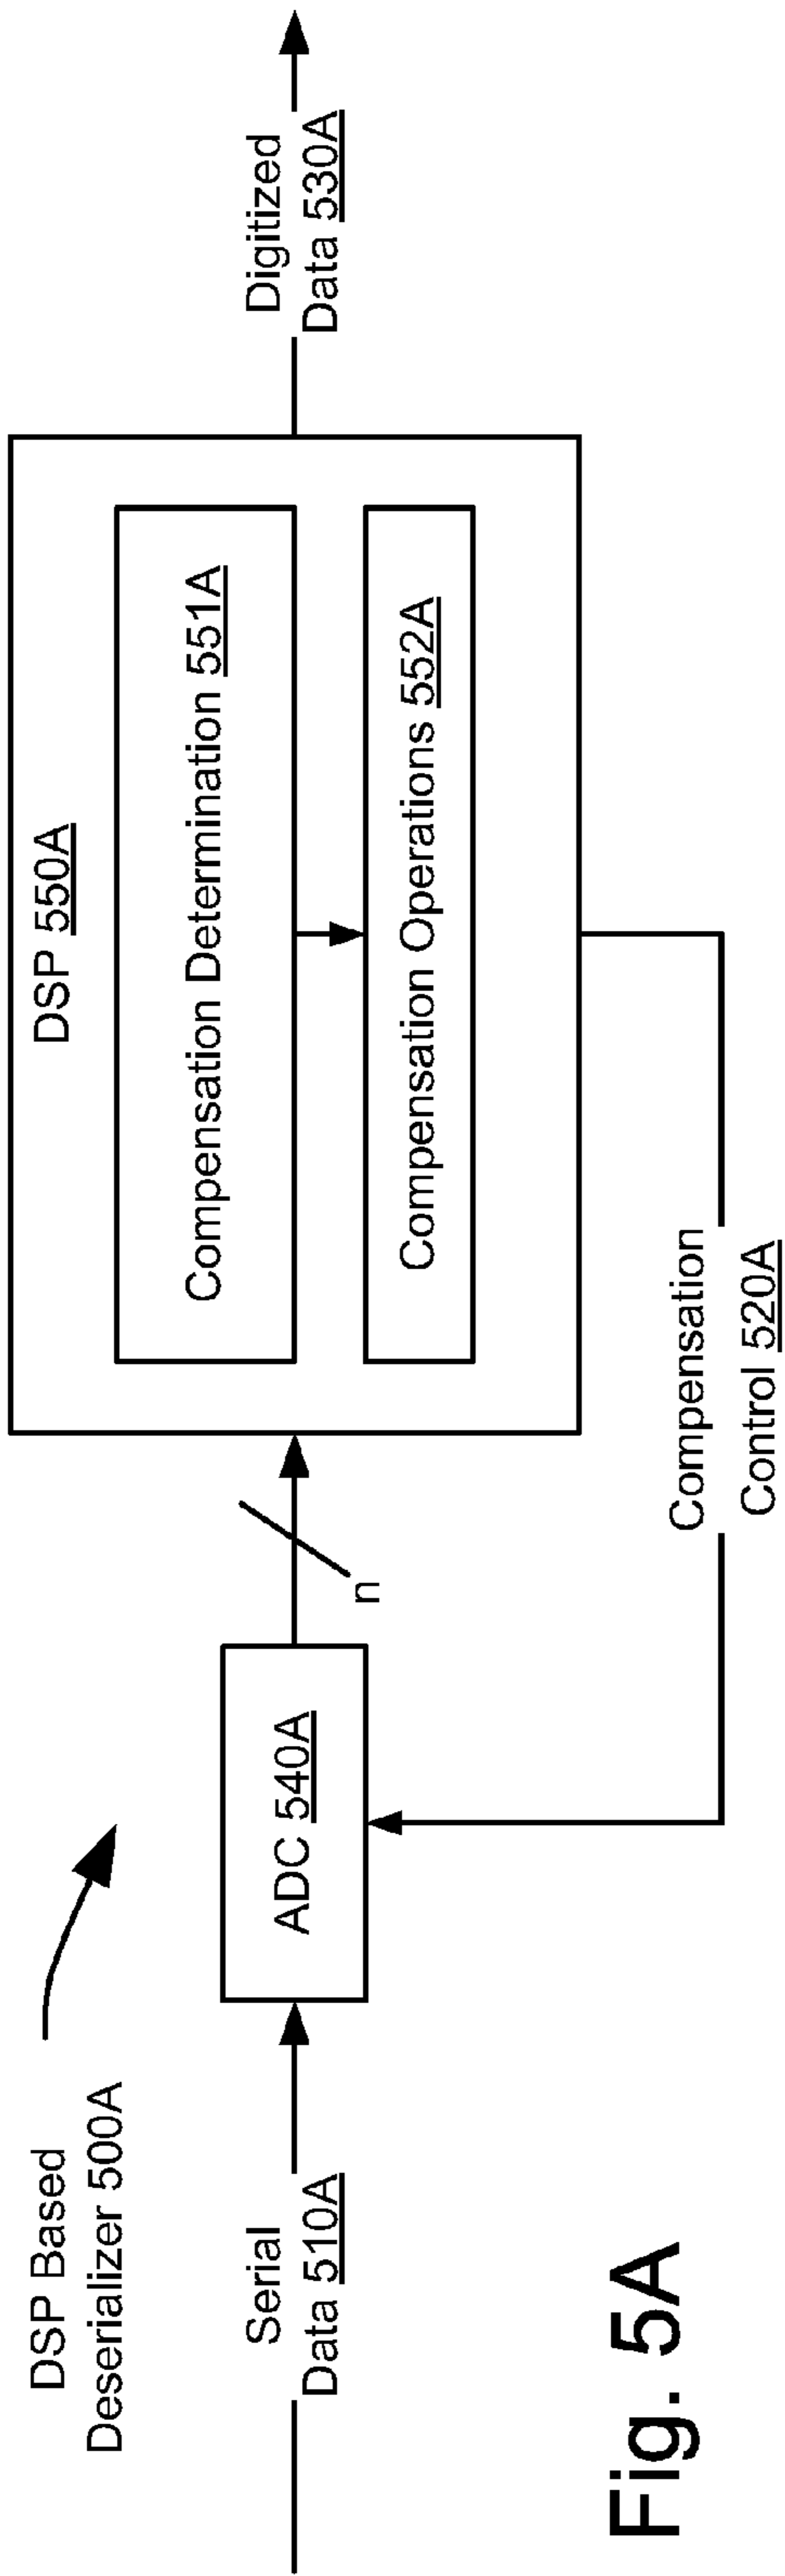 DSP Based
Deserializer 500A
Serial
Data 510A
ADC 540A
n
DSP 550A
Compensation Determination 551A
Compensation Operations 552A
Digitized
Data 530A
Compensation
Control 520A
Fig. 5A